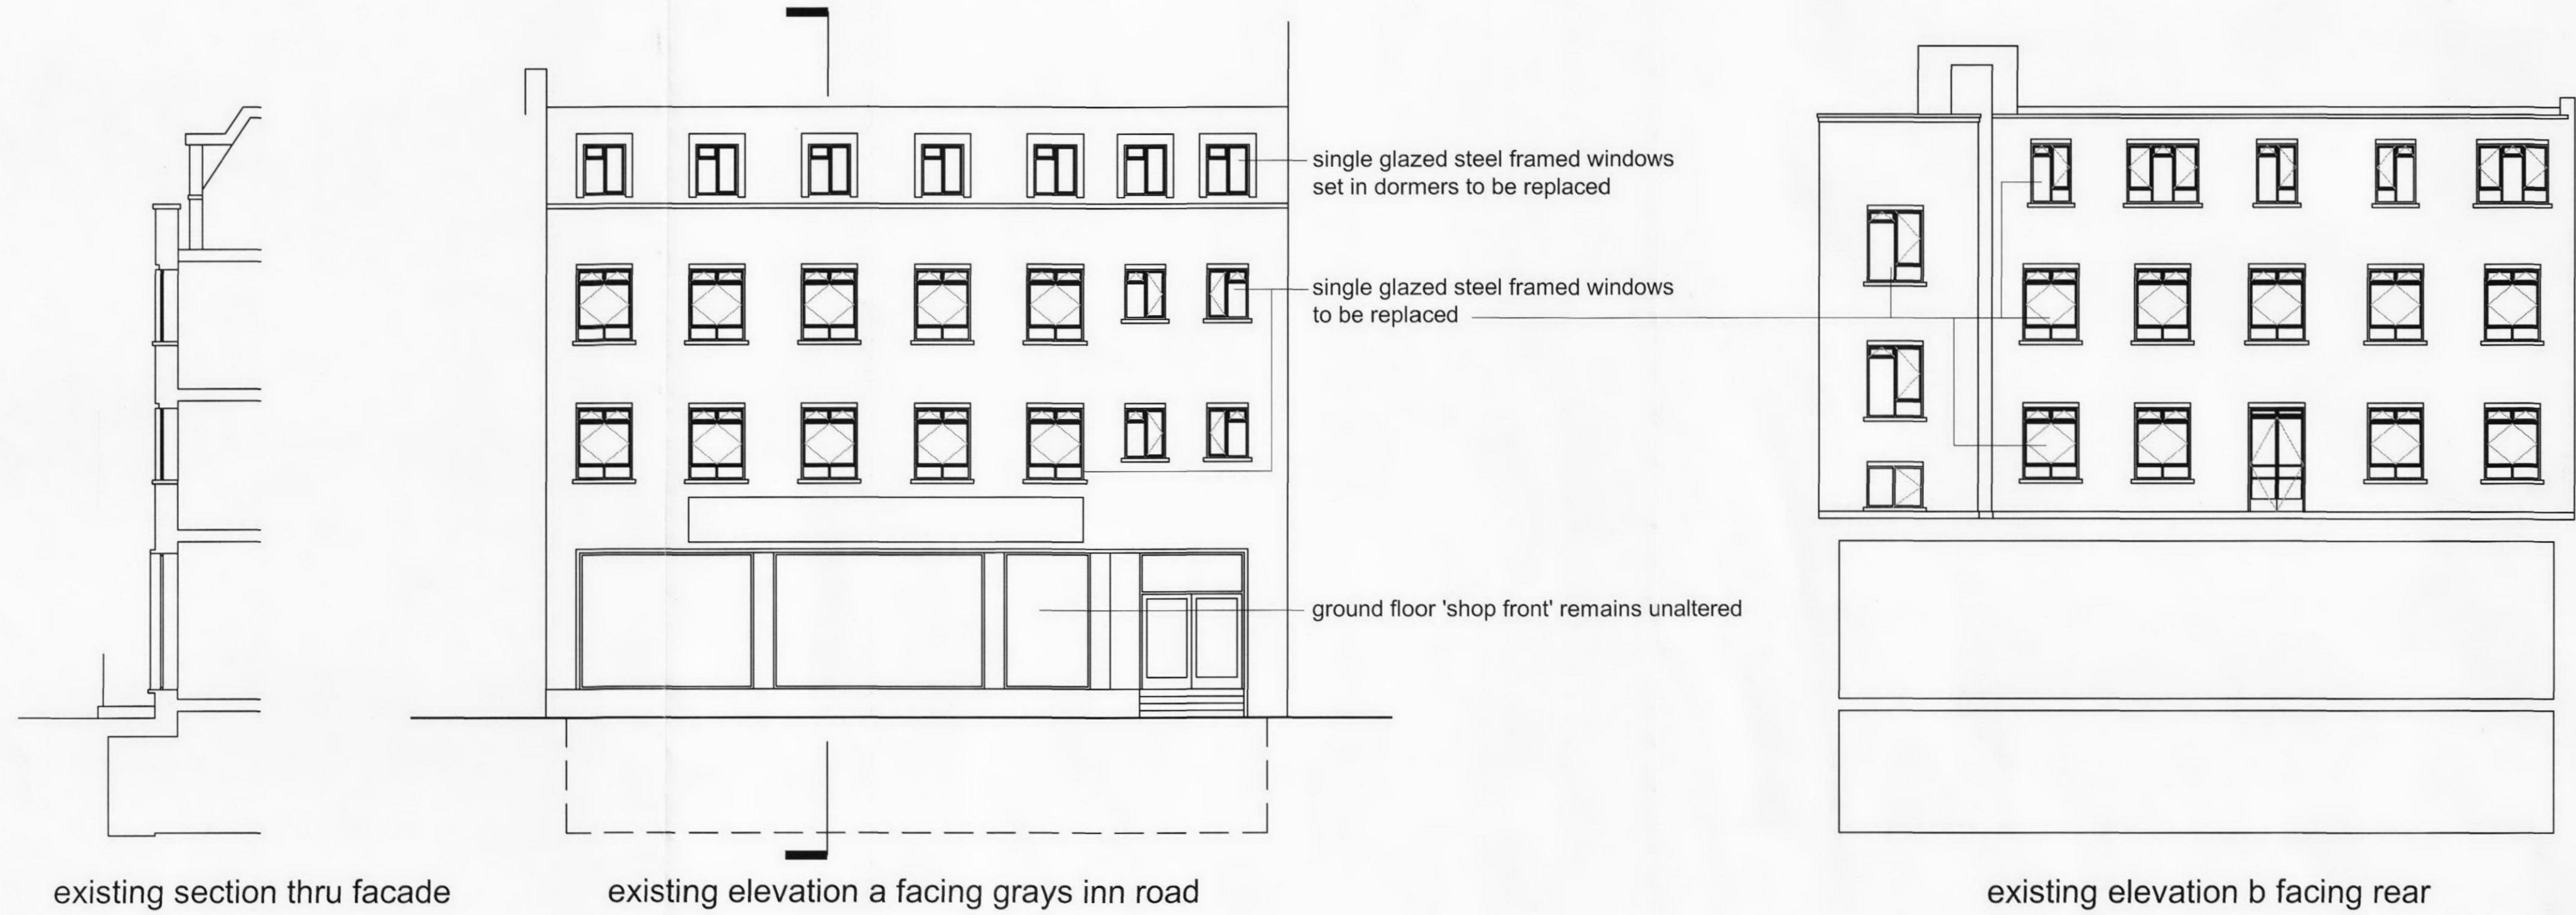 single glazed steel framed windows
set in dormers to be replaced
single glazed steel framed windows
to be replaced
ground floor 'shop front' remains unaltered
existing section thru facade
existing elevation a facing grays inn road
existing elevation b facing rear